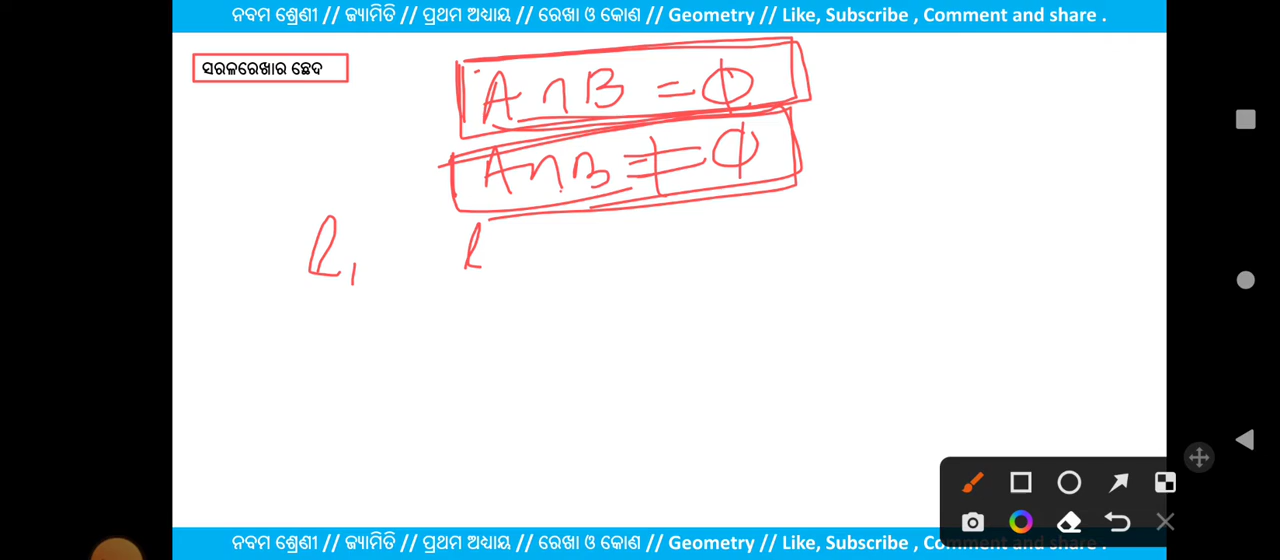 ନବମ ଶ୍ରେଣୀ // ଜ୍ୟାମିତି // ପ୍ରଥମ ଅଧ୍ୟାୟ // ରେଖା ଓ କୋଣ // Geometry // Like, Subscribe , Comment and share .
ସରଳରେଖାର ଛେଦ
A ∩ B = ϕ
A ∩ B ≠ ϕ
L₁ L
ନବମ ଶ୍ରେଣୀ // ଜ୍ୟାମିତି // ପ୍ରଥମ ଅଧ୍ୟାୟ // ରେଖା ଓ କୋଣ // Geometry // Like, Subscribe , Comment and share .